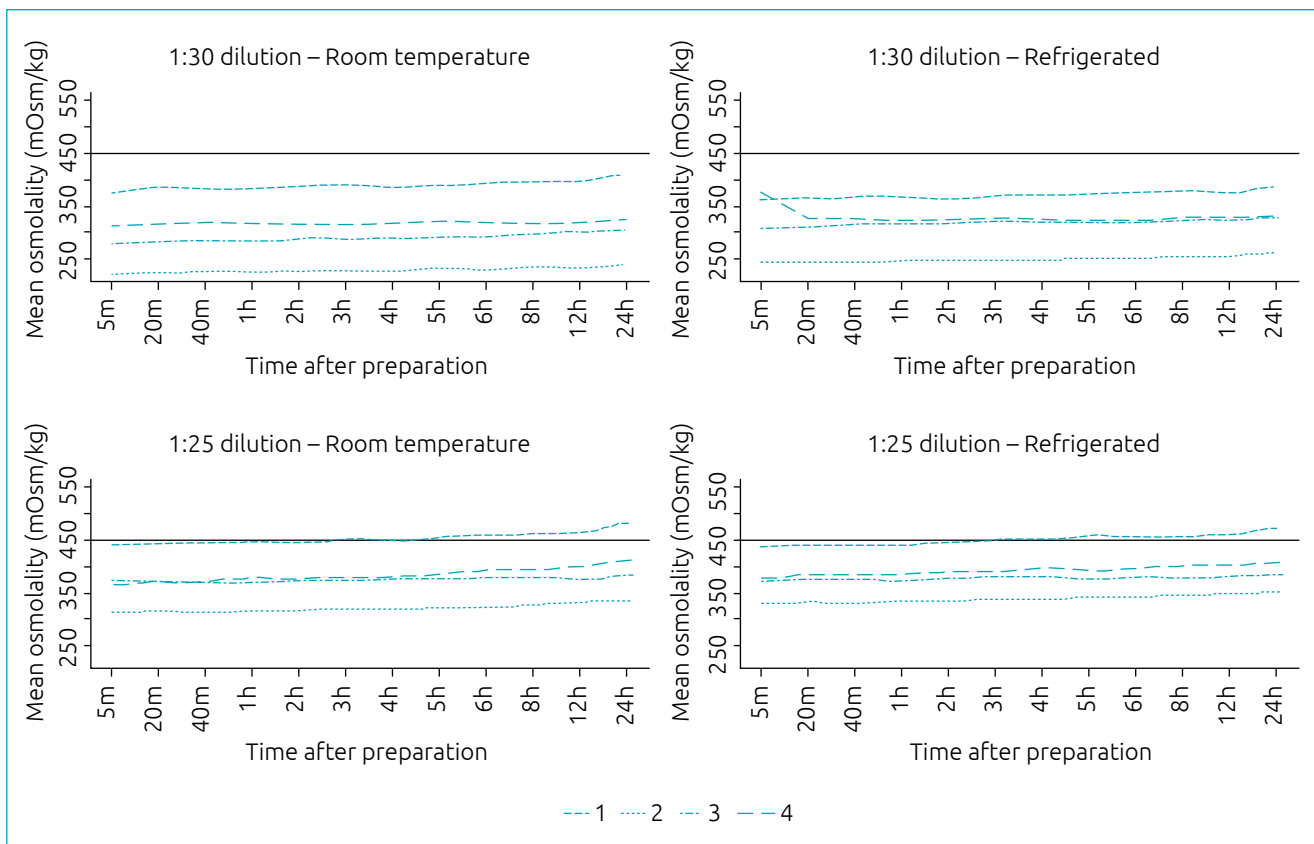 1:30 dilution – Room temperature
Mean osmolality (mOsm/kg)
550
450
350
250
5m 20m 40m 1h 2h 3h 4h 5h 6h 8h 12h 24h
Time after preparation
1:30 dilution – Refrigerated
Mean osmolality (mOsm/kg)
550
450
350
250
5m 20m 40m 1h 2h 3h 4h 5h 6h 8h 12h 24h
Time after preparation
1:25 dilution – Room temperature
Mean osmolality (mOsm/kg)
550
450
350
250
5m 20m 40m 1h 2h 3h 4h 5h 6h 8h 12h 24h
Time after preparation
1:25 dilution – Refrigerated
Mean osmolality (mOsm/kg)
550
450
350
250
5m 20m 40m 1h 2h 3h 4h 5h 6h 8h 12h 24h
Time after preparation
1 2 3 4